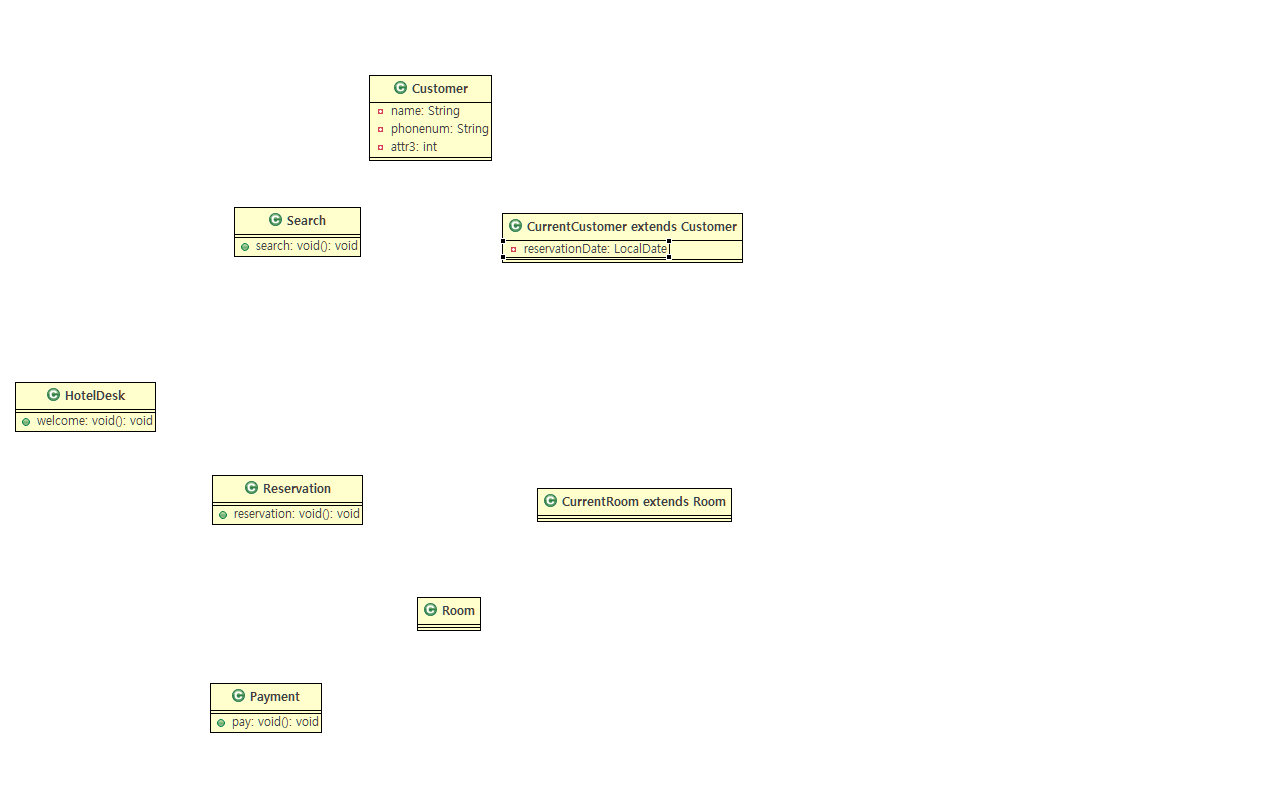 Customer
name: String
phonenum: String
attr3: int
Search
search: void(): void
CurrentCustomer extends Customer
reservationDate: LocalDate
HotelDesk
welcome: void(): void
Reservation
reservation: void(): void
CurrentRoom extends Room
Room
Payment
pay: void(): void